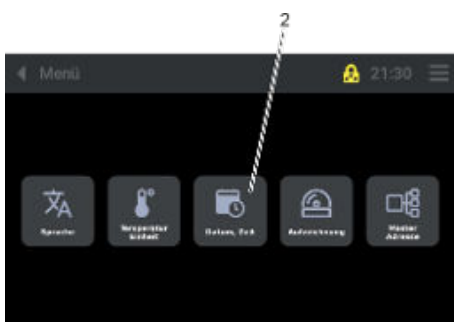 2
Menü
21:30
Sprache
Temperatur
Einheit
Datum, Zeit
Aufzeichnung
Master
Adresse